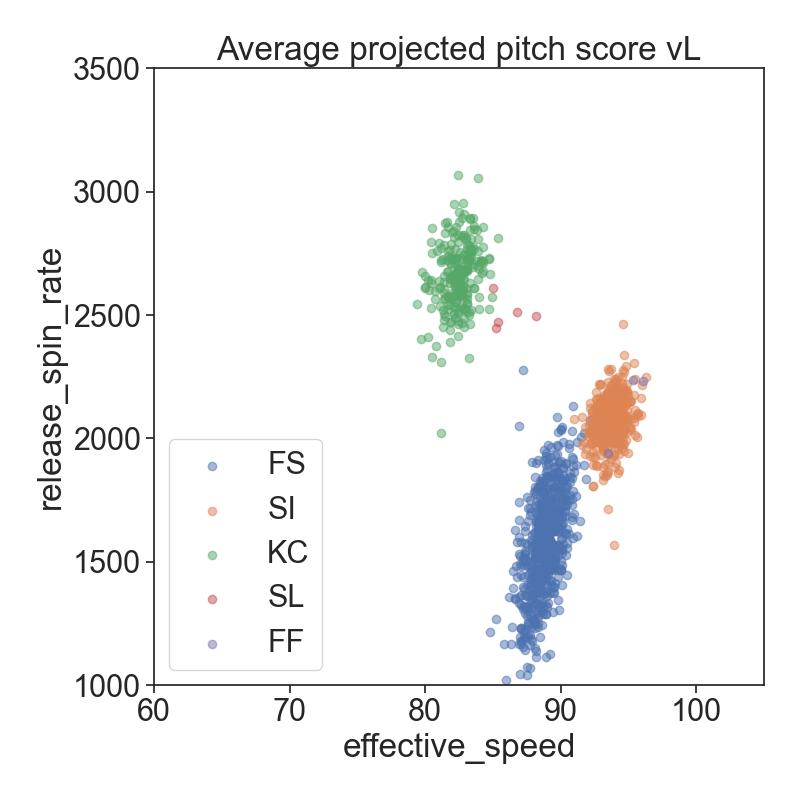 Average projected pitch score vL
3500
3000
2500
2000
1500
1000
release_spin_rate
FS
SI
KC
SL
FF
60 70 80 90 100
effective_speed